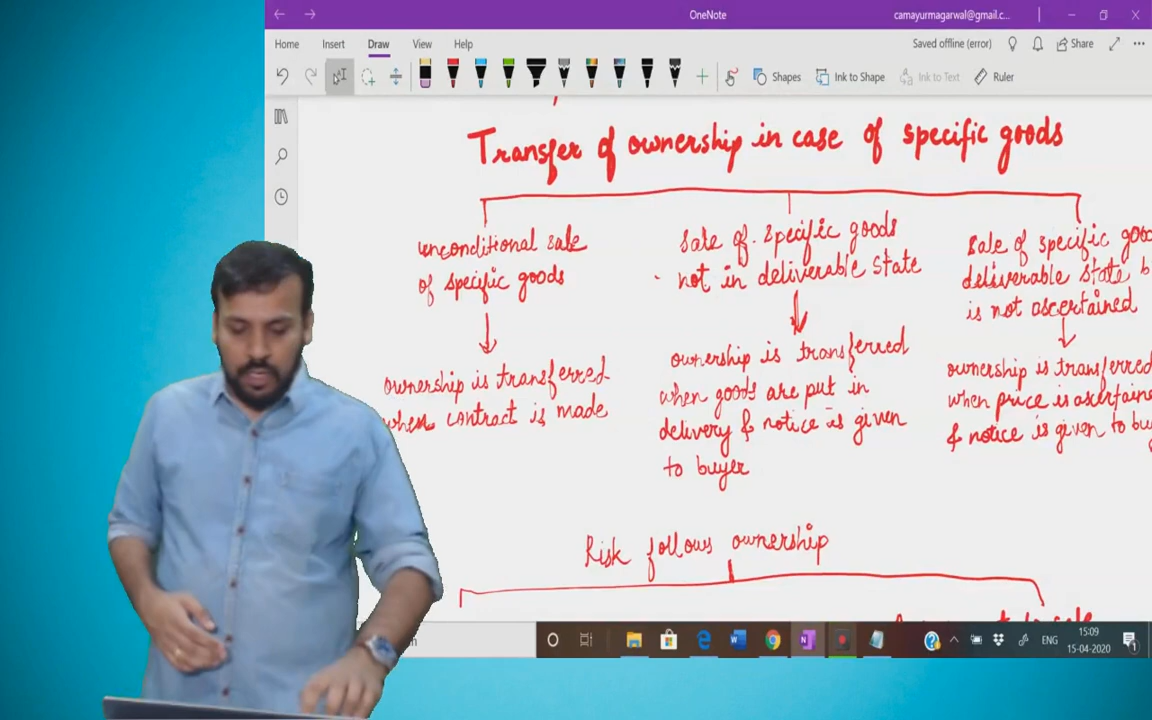 OneNote
camayurmagarwal@gmail.c...
Home Insert Draw View Help
Saved offline (error) Share
Shapes Ink to Shape Ink to Text Ruler
Transfer of ownership in case of specific goods
unconditional sale
of specific goods
ownership is transferred
when contract is made
Sale of specific goods
not in deliverable state
ownership is transferred
when goods are put in
delivery & notice is given
to buyer
Sale of specific
deliverable state
is not ascertained
ownership is transferred
when price is
& notice is given to
Risk follows ownership
ENG
15:09
15-04-2020
1